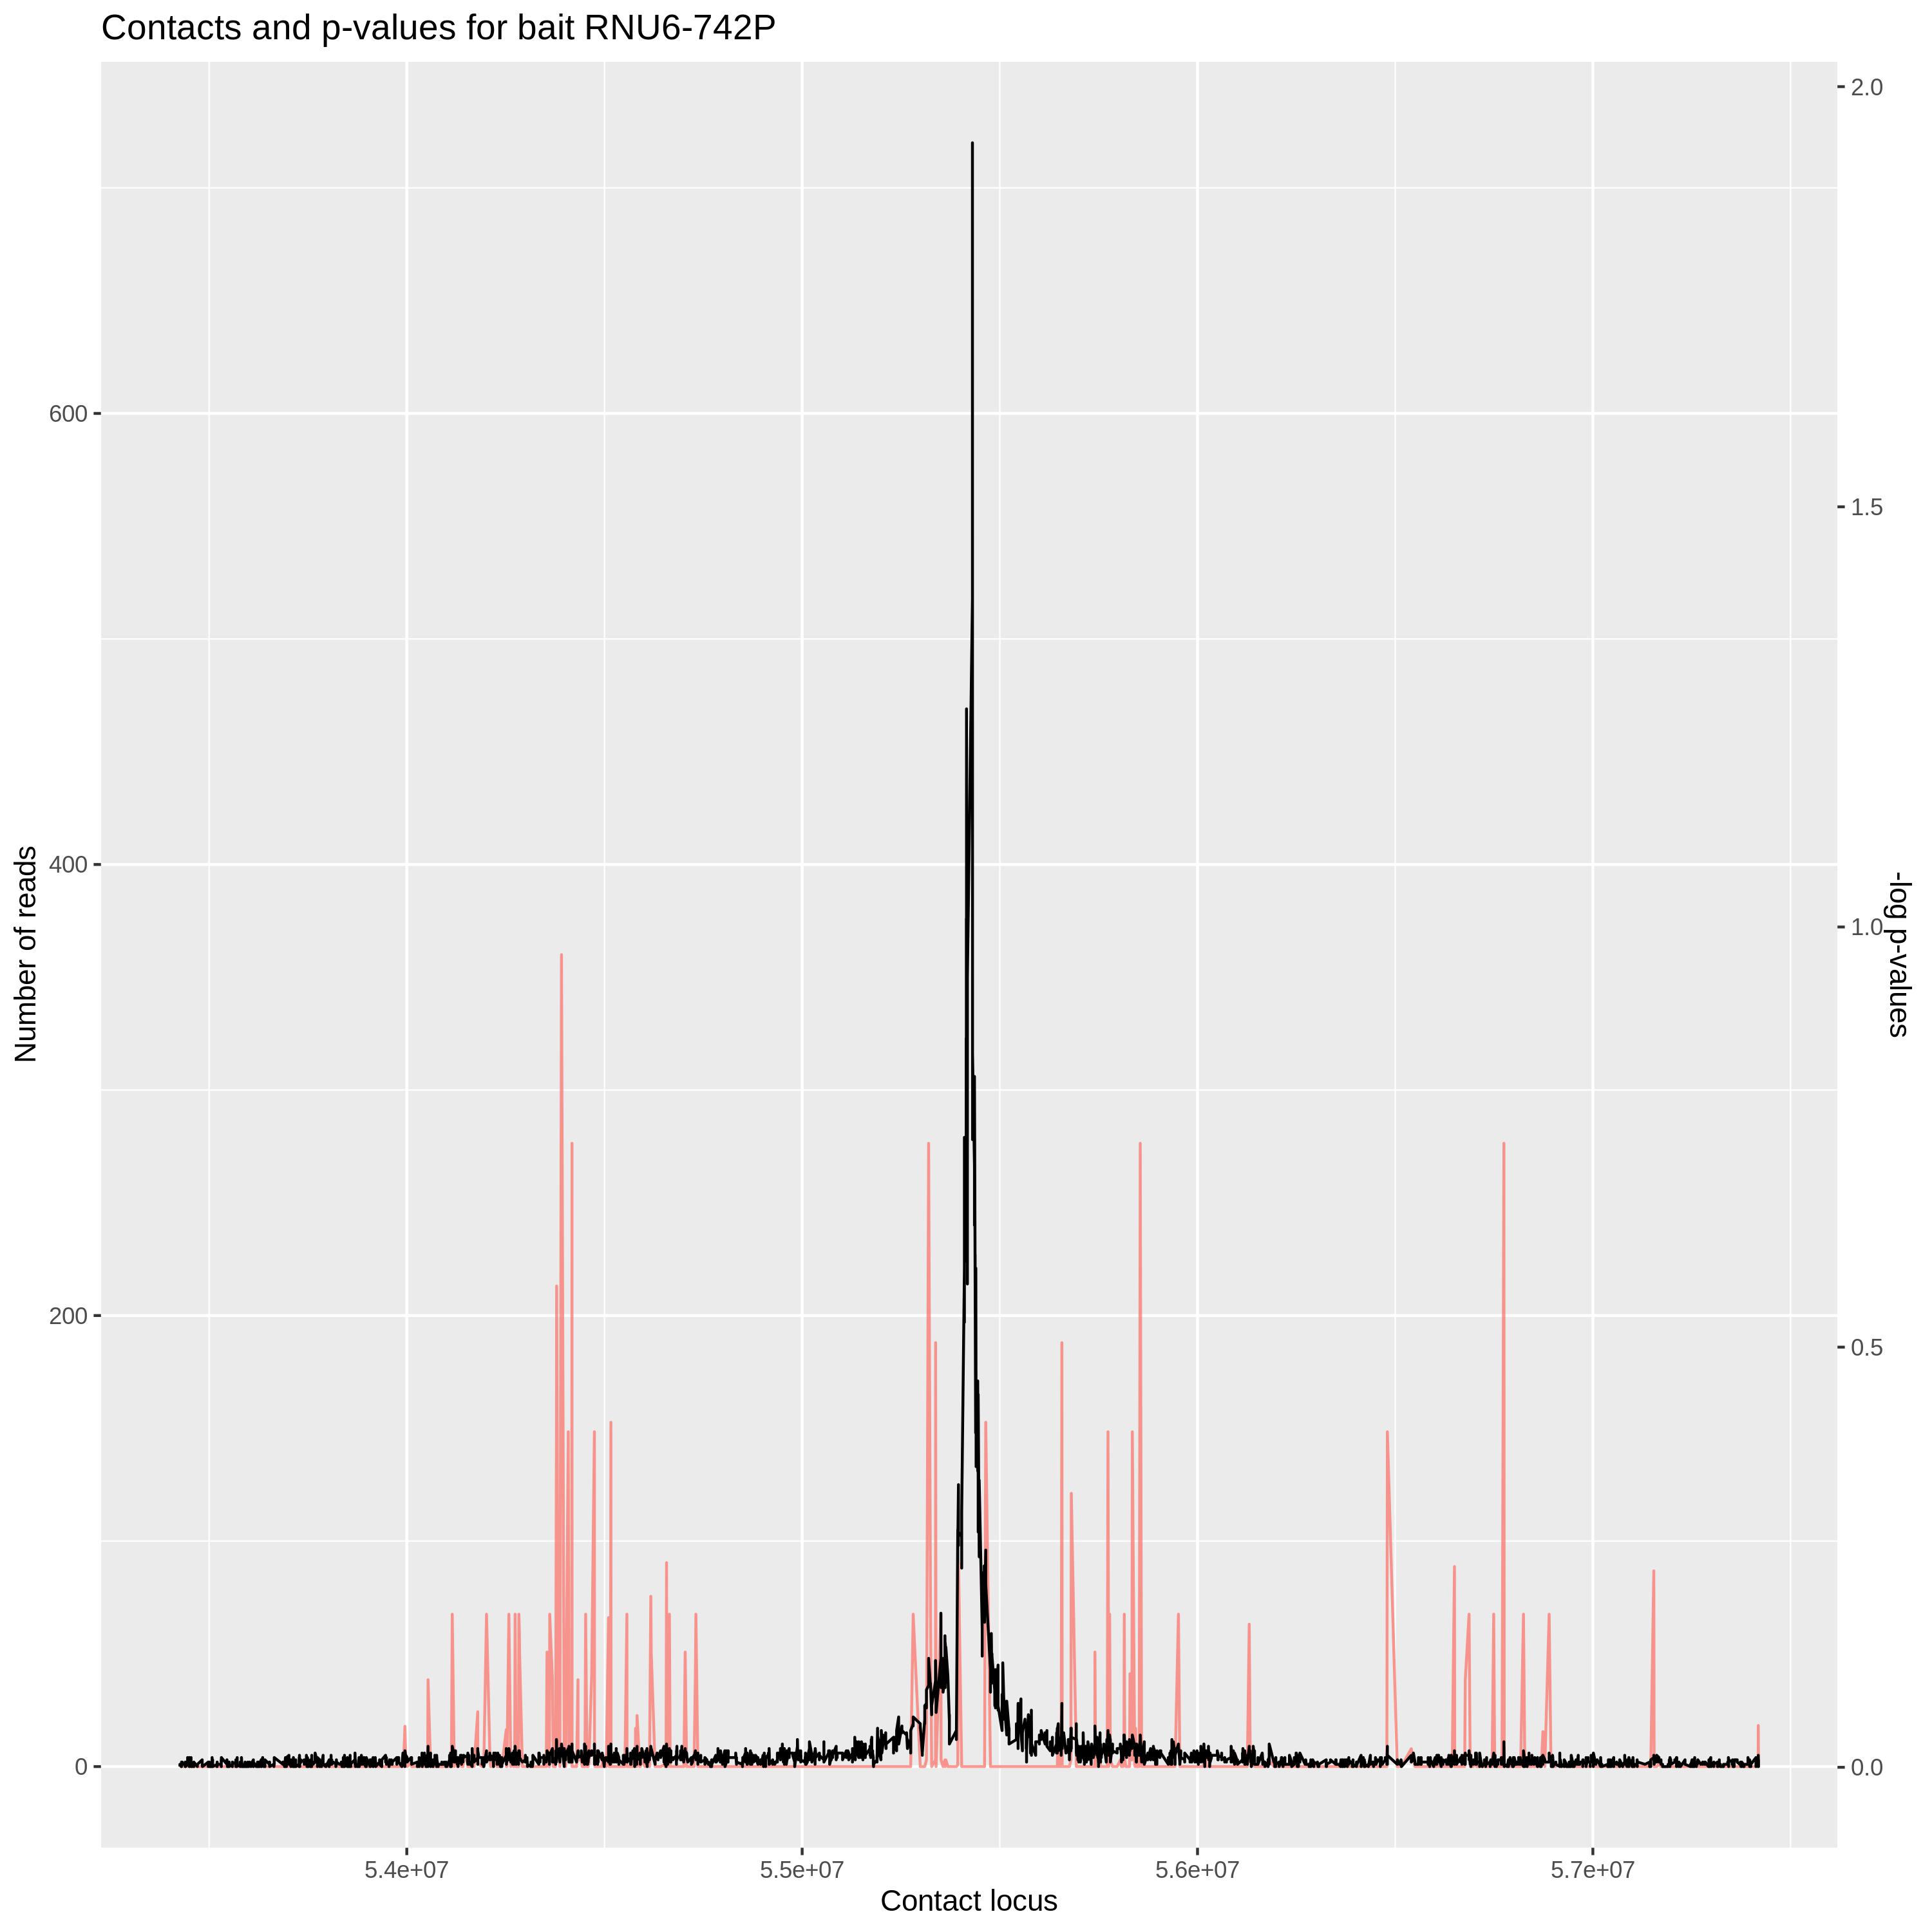 Contacts and p-values for bait RNU6-742P
Number of reads
600
400
200
0
2.0
1.5
1.0
0.5
0.0
-log p-values
5.4e+07
5.5e+07
5.6e+07
5.7e+07
Contact locus